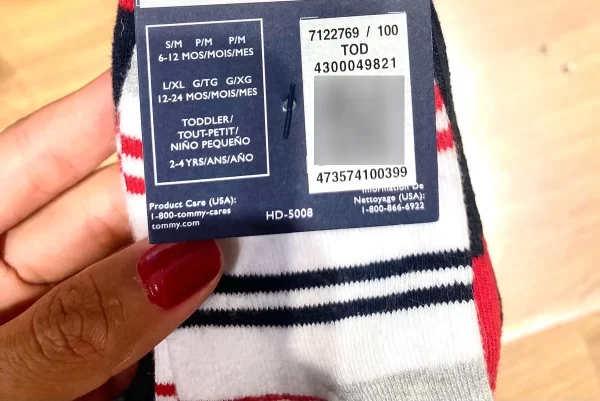 S/M P/M P/M
6-12 MOS/MOIS/MES
L/XL G/TG G/XG
12-24 MOS/MOIS/MES
TODDLER/
TOUT-PETIT/
NIÑO PEQUEÑO
2-4 YRS/ANS/AÑO
7122769 / 100
TOD
4300049821
473574100399
Product Care (USA):
1-800-tommy-cares
tommy.com
HD-5008
Information De
Nettoyage (USA):
1-800-866-6922